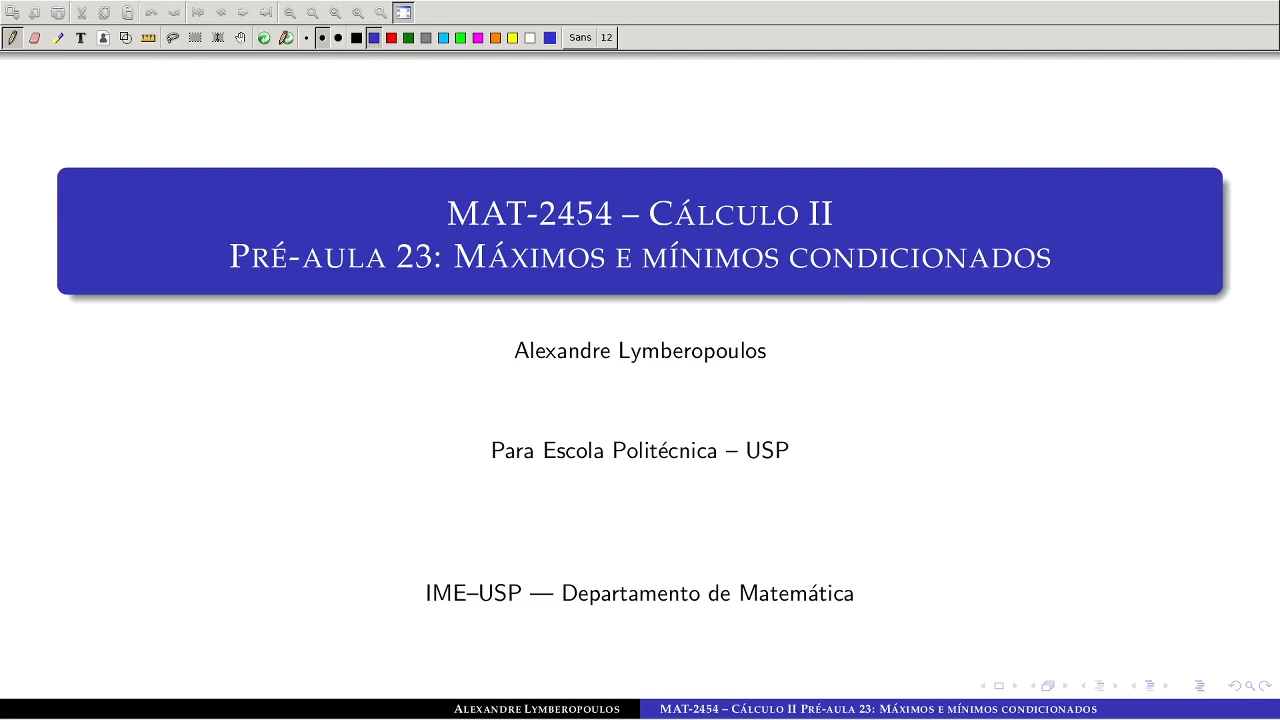 Sans 12
MAT-2454 – CÁLCULO II
PRÉ-AULA 23: MÁXIMOS E MÍNIMOS CONDICIONADOS
Alexandre Lymberopoulos
Para Escola Politécnica – USP
IME–USP — Departamento de Matemática
ALEXANDRE LYMBEROPOULOS
MAT-2454 – CÁLCULO II PRÉ-AULA 23: MÁXIMOS E MÍNIMOS CONDICIONADOS